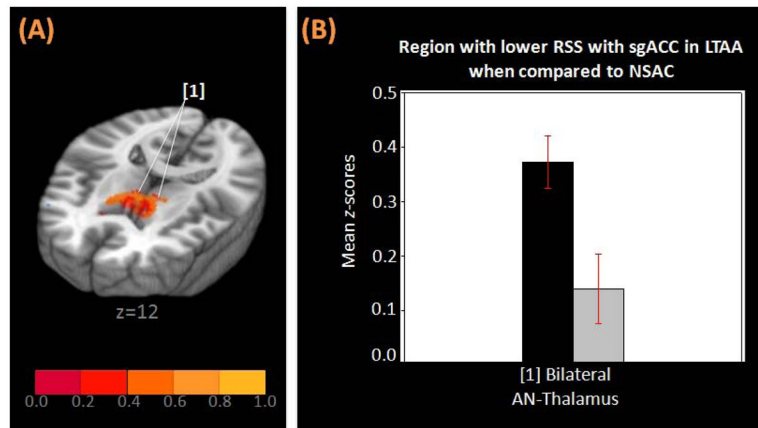 (A)
[1]
z=12
0.0 0.2 0.4 0.6 0.8 1.0
(B)
Region with lower RSS with sgACC in LTAA
when compared to NSAC
Mean z-scores
0.5
0.4
0.3
0.2
0.1
0.0
[1] Bilateral
AN-Thalamus